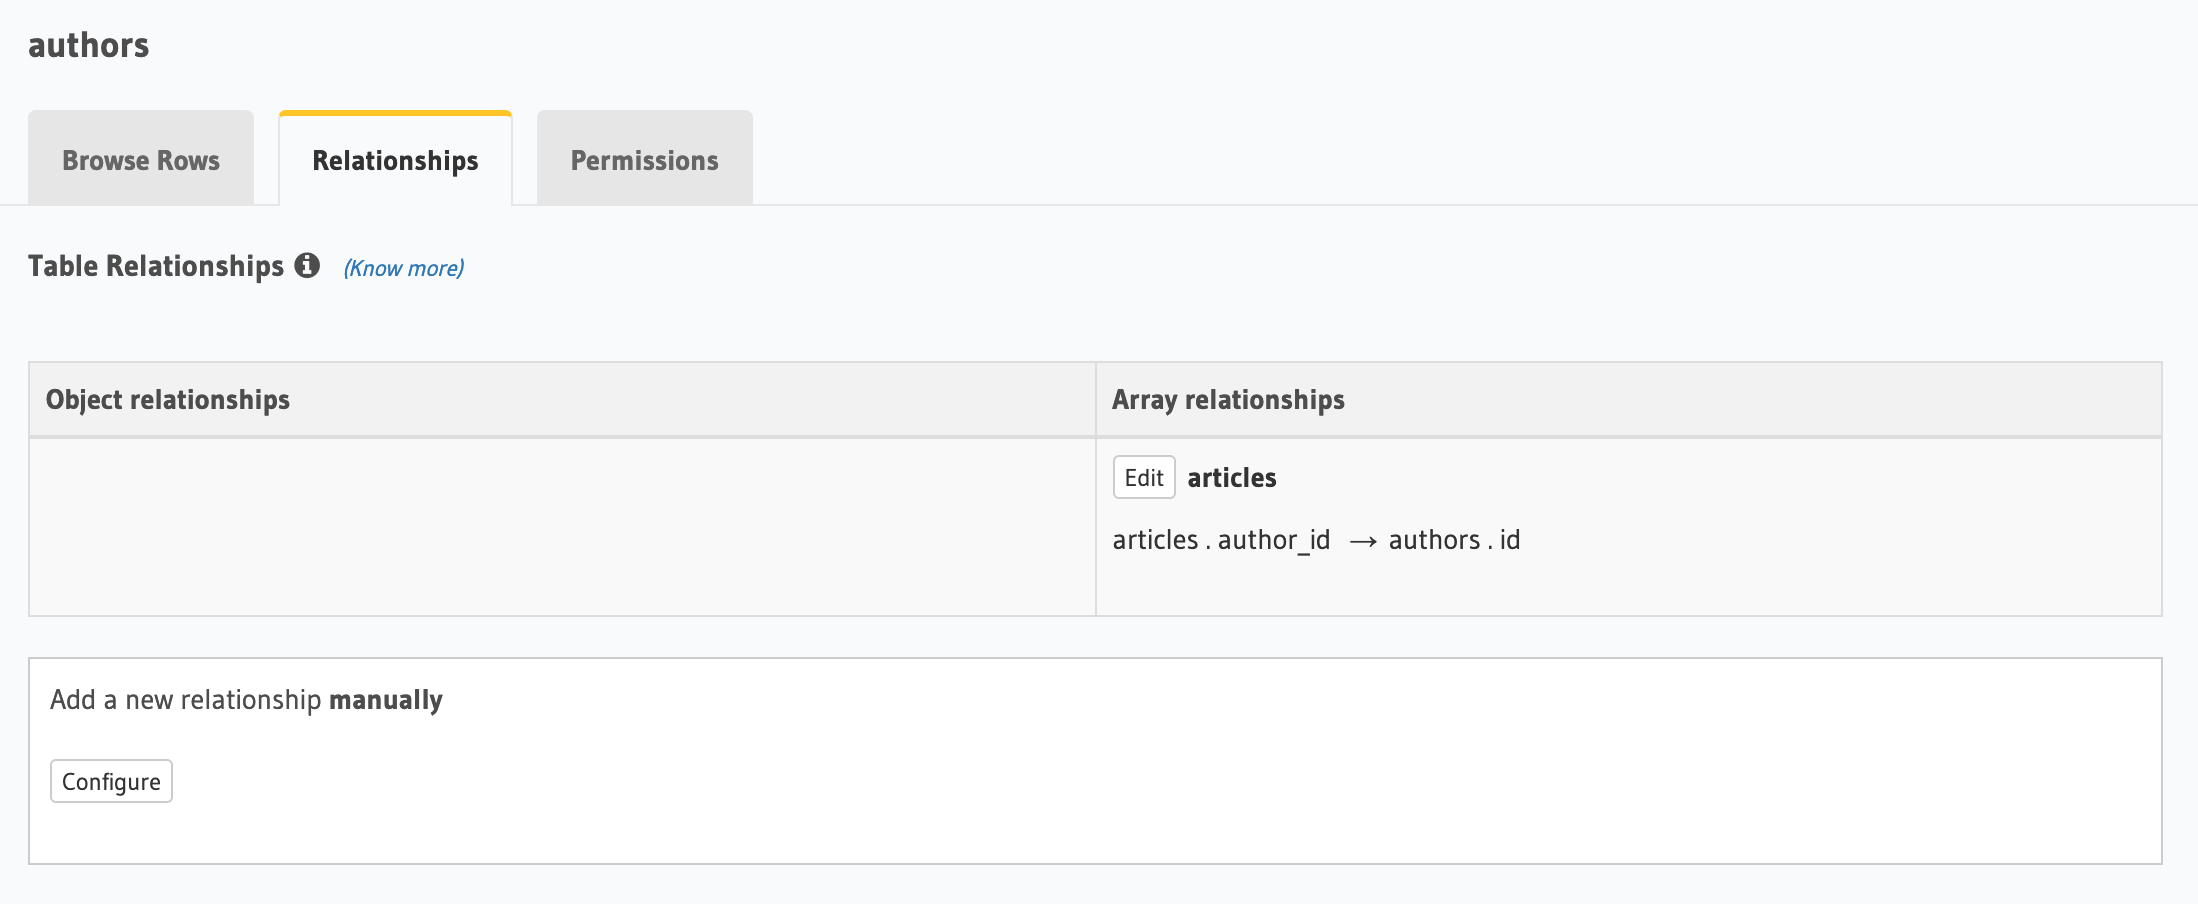 authors
Browse Rows Relationships Permissions
Table Relationships (Know more)
Object relationships Array relationships
Edit articles
articles . author_id → authors . id
Add a new relationship manually
Configure